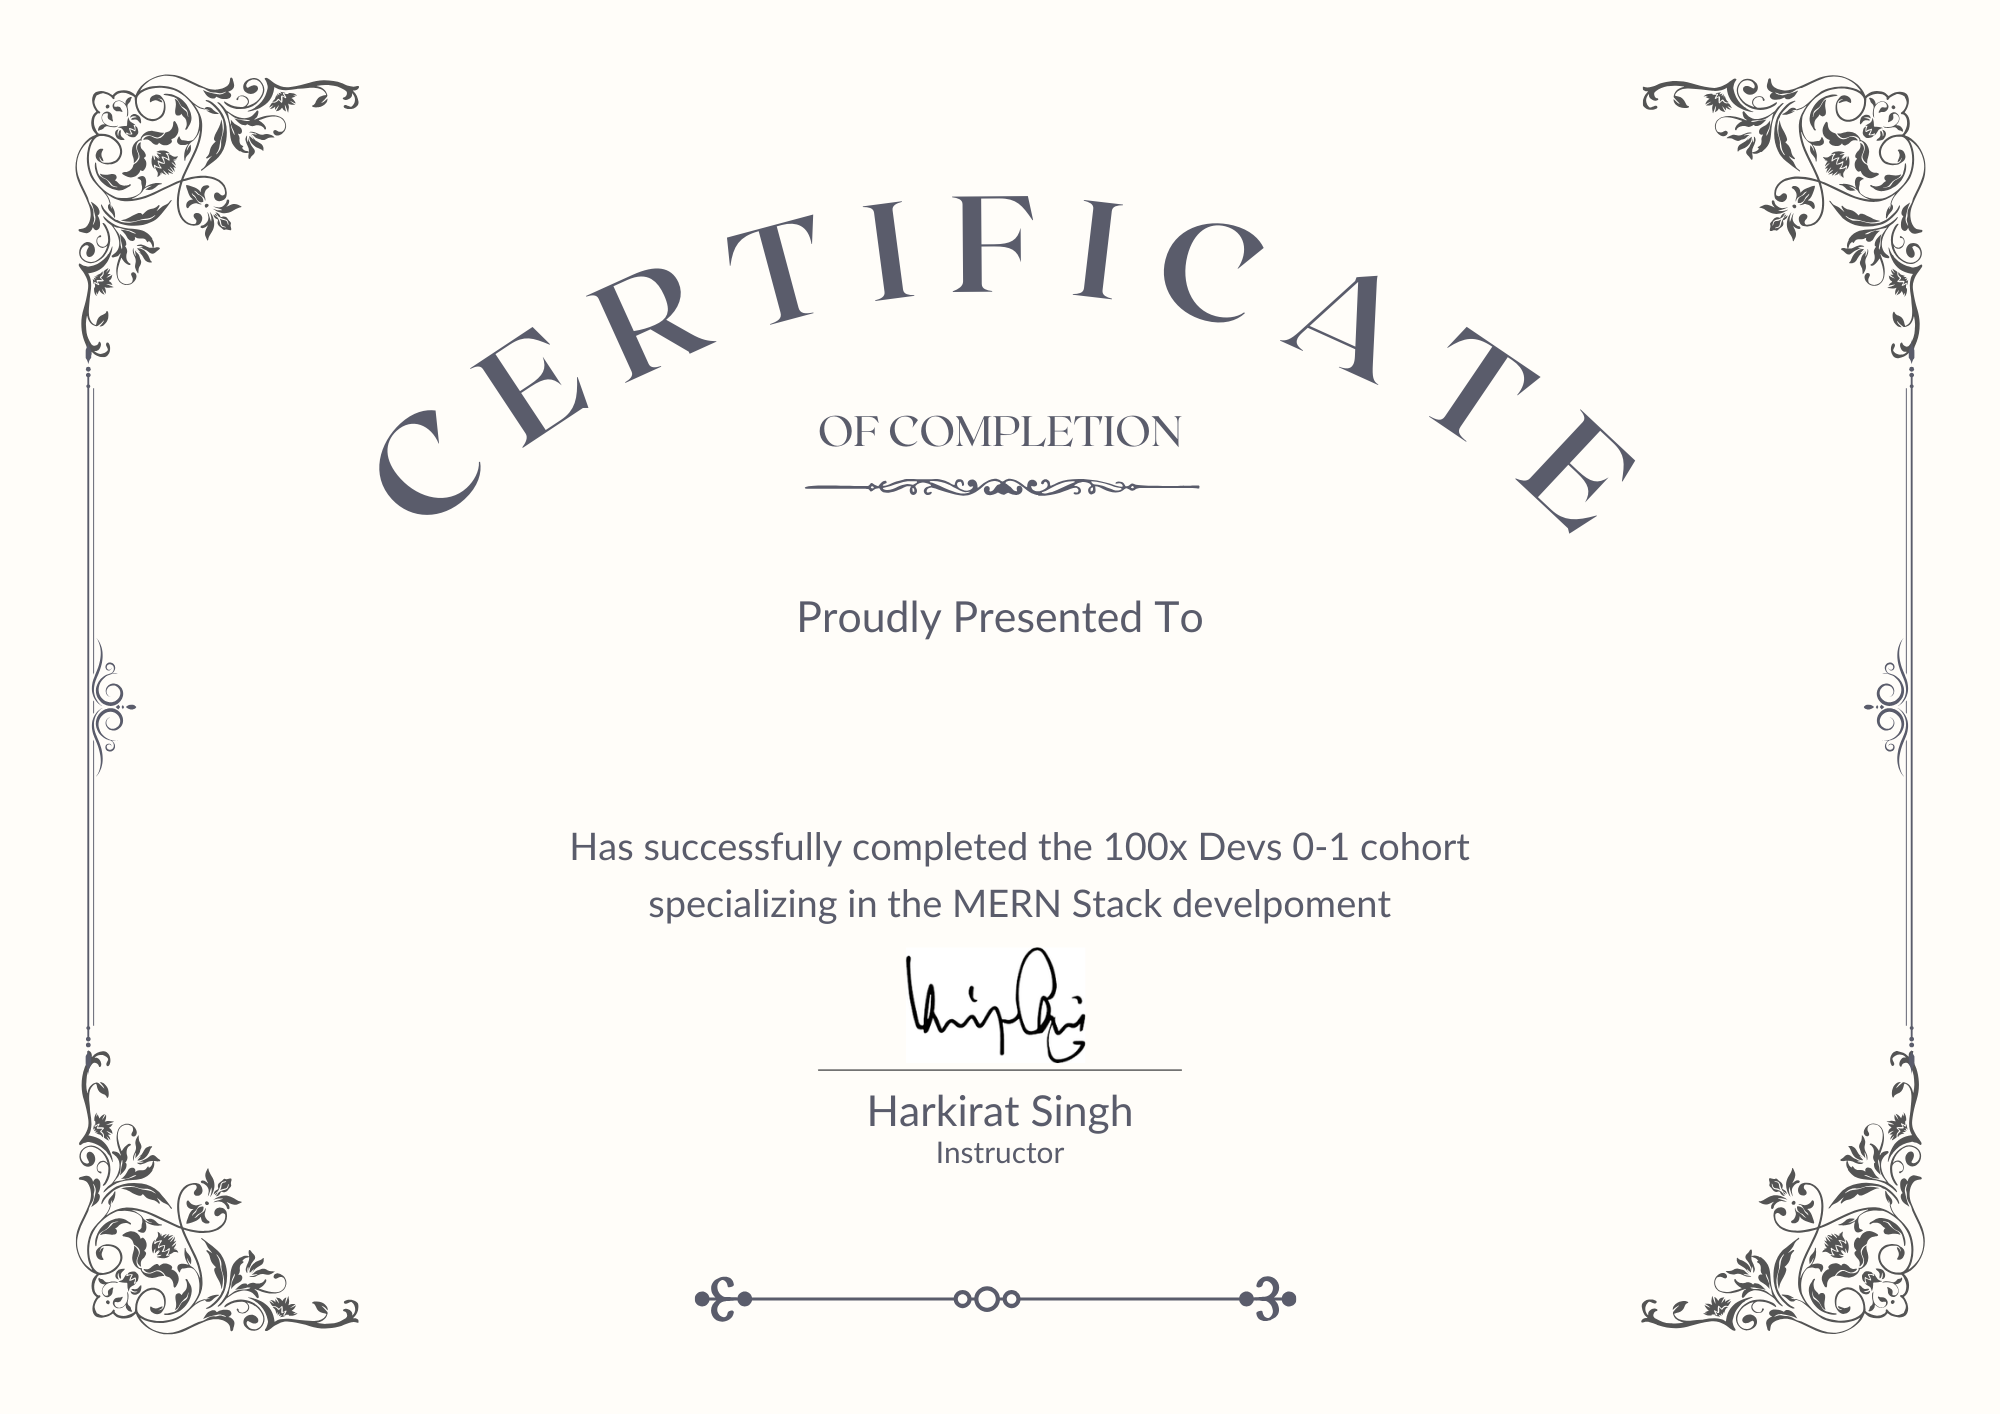 CERTIFICATE
OF COMPLETION
Proudly Presented To
Has successfully completed the 100x Devs 0-1 cohort
specializing in the MERN Stack develpoment
Harkirat Singh
Instructor